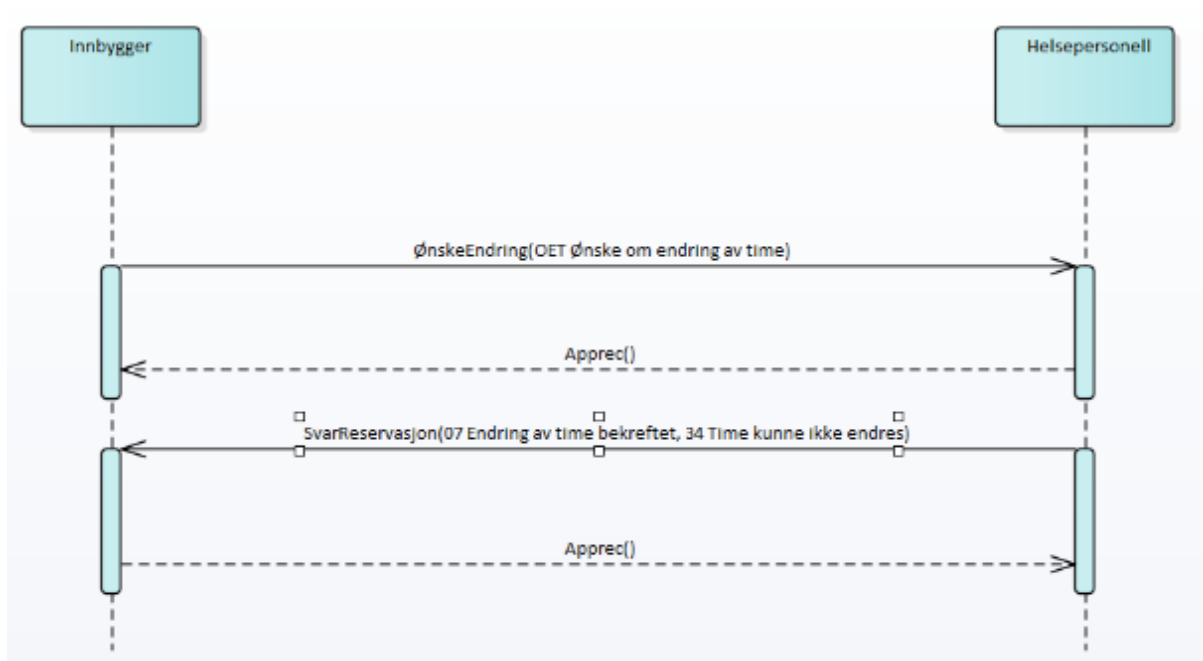 Innbygger
Helsepersonell
ØnskeEndring(OET Ønske om endring av time)
Apprec()
SvarReservasjon(07 Endring av time bekreftet, 34 Time kunne ikke endres)
Apprec()